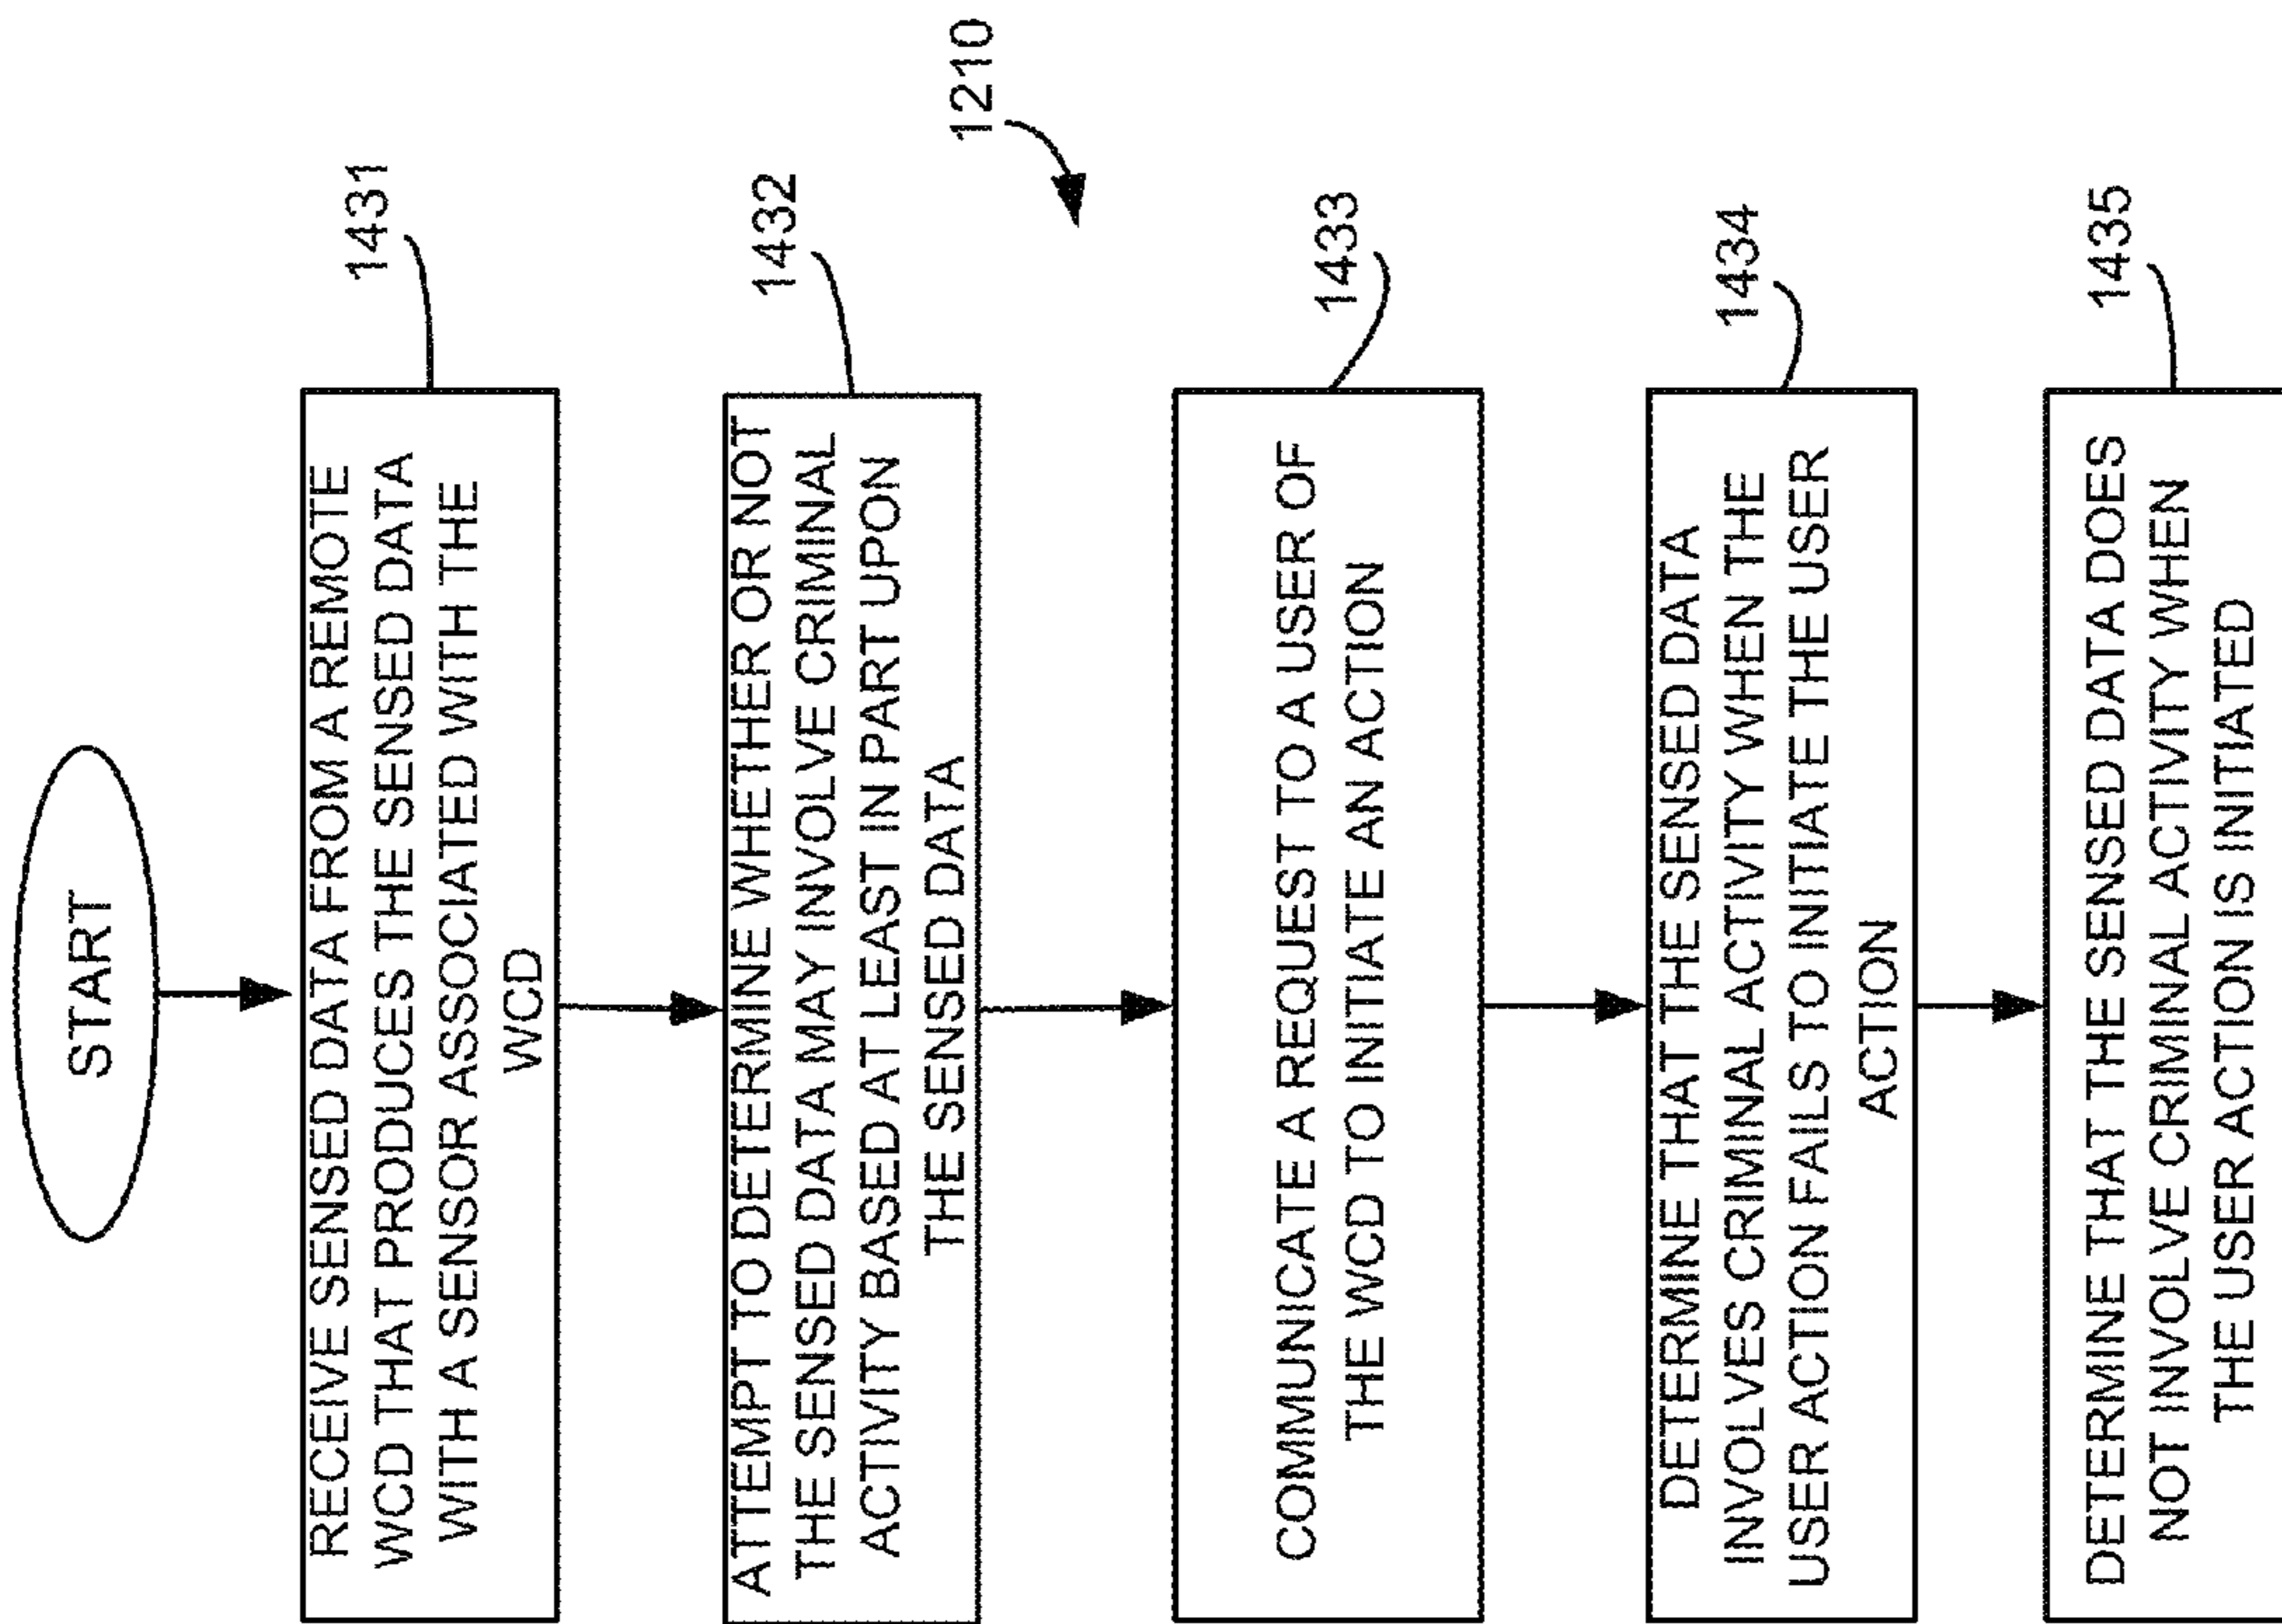 START
RECEIVE SENSED DATA FROM A REMOTE
WCD THAT PRODUCES THE SENSED DATA
WITH A SENSOR ASSOCIATED WITH THE
WCD
1431
ATTEMPT TO DETERMINE WHETHER OR NOT
THE SENSED DATA MAY INVOLVE CRIMINAL
ACTIVITY BASED AT LEAST IN PART UPON
THE SENSED DATA
1432
1210
COMMUNICATE A REQUEST TO A USER OF
THE WCD TO INITIATE AN ACTION
1433
DETERMINE THAT THE SENSED DATA
INVOLVES CRIMINAL ACTIVITY WHEN THE
USER ACTION FAILS TO INITIATE THE USER
ACTION
1434
DETERMINE THAT THE SENSED DATA DOES
NOT INVOLVE CRIMINAL ACTIVITY WHEN
THE USER ACTION IS INITIATED
1435